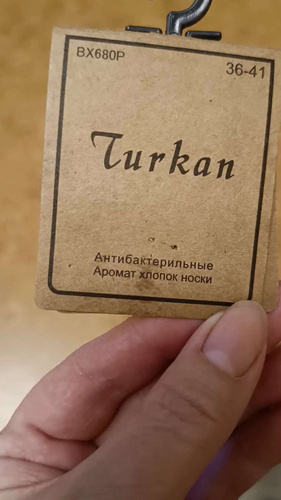 BX680P
36-41
Turkan
Антибактерильные
Аромат хлопок носки